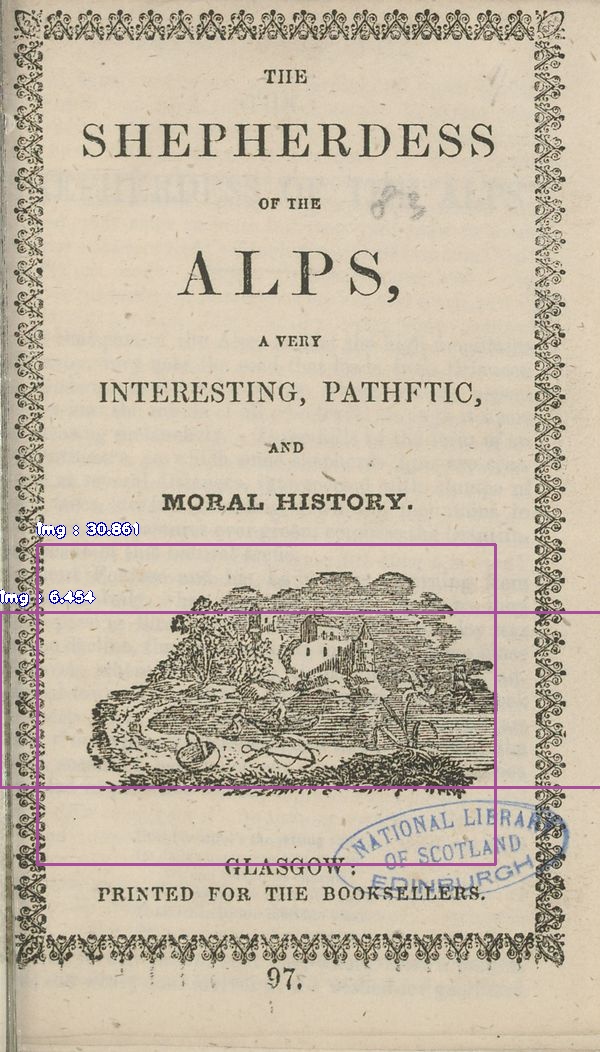 THE
SHEPHERDESS
OF THE
83
ALPS,
A VERY
INTERESTING, PATHFTIC,
AND
MORAL HISTORY.
img : 30.861
img : 6.454
NATIONAL LIBRARY
OF SCOTLAND
EDINBURGH
GLASGOW:
PRINTED FOR THE BOOKSELLERS.
97.